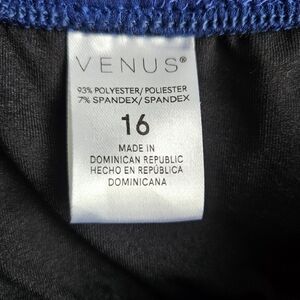 VENUS®
93% POLYESTER/POLIESTER
7% SPANDEX/SPANDEX
16
MADE IN
DOMINICAN REPUBLIC
HECHO EN REPÚBLICA
DOMINICANA